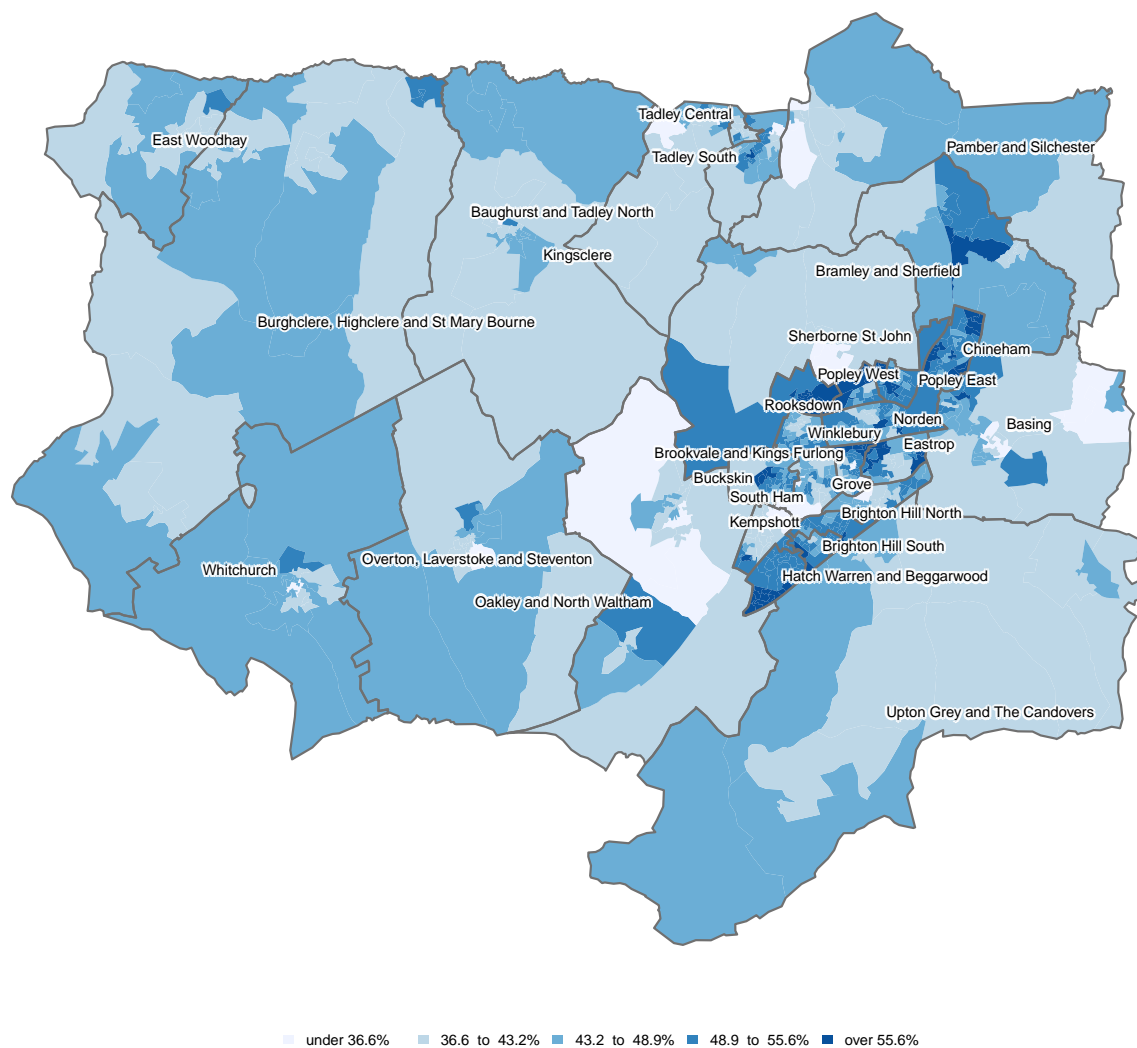 Tadley Central
East Woodhay
Pamber and Silchester
Tadley South
Baughurst and Tadley North
Kingsclere
Bramley and Sherfield
Burghclere, Highclere and St Mary Bourne
Sherborne St John
Chineham
Popley West
Popley East
Rooksdown
Norden
Basing
Winklebury
Eastrop
Brookvale and Kings Furlong
Buckskin
Grove
South Ham
Brighton Hill North
Kempshott
Brighton Hill South
Overton, Laverstoke and Steventon
Whitchurch
Hatch Warren and Beggarwood
Oakley and North Waltham
Upton Grey and The Candovers
under 36.6% 36.6 to 43.2% 43.2 to 48.9% 48.9 to 55.6% over 55.6%